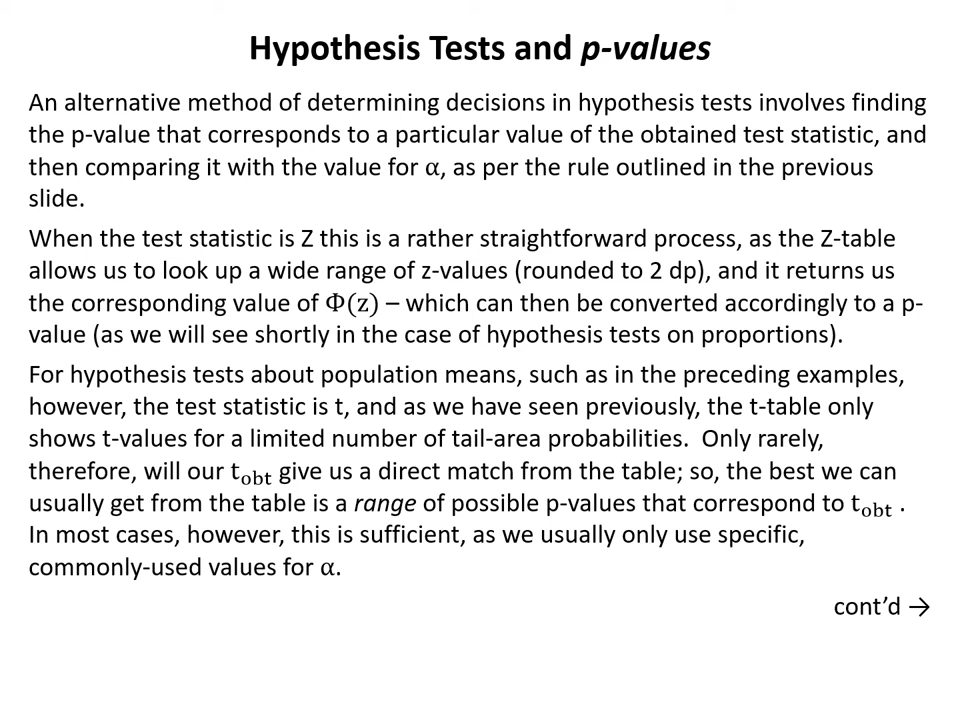 Hypothesis Tests and p-values
An alternative method of determining decisions in hypothesis tests involves finding
the p-value that corresponds to a particular value of the obtained test statistic, and
then comparing it with the value for α, as per the rule outlined in the previous
slide.
When the test statistic is Z this is a rather straightforward process, as the Z-table
allows us to look up a wide range of z-values (rounded to 2 dp), and it returns us
the corresponding value of Φ(z) – which can then be converted accordingly to a p-
value (as we will see shortly in the case of hypothesis tests on proportions).
For hypothesis tests about population means, such as in the preceding examples,
however, the test statistic is t, and as we have seen previously, the t-table only
shows t-values for a limited number of tail-area probabilities.  Only rarely,
therefore, will our t_obt give us a direct match from the table; so, the best we can
usually get from the table is a range of possible p-values that correspond to t_obt .
In most cases, however, this is sufficient, as we usually only use specific,
commonly-used values for α.
cont’d →